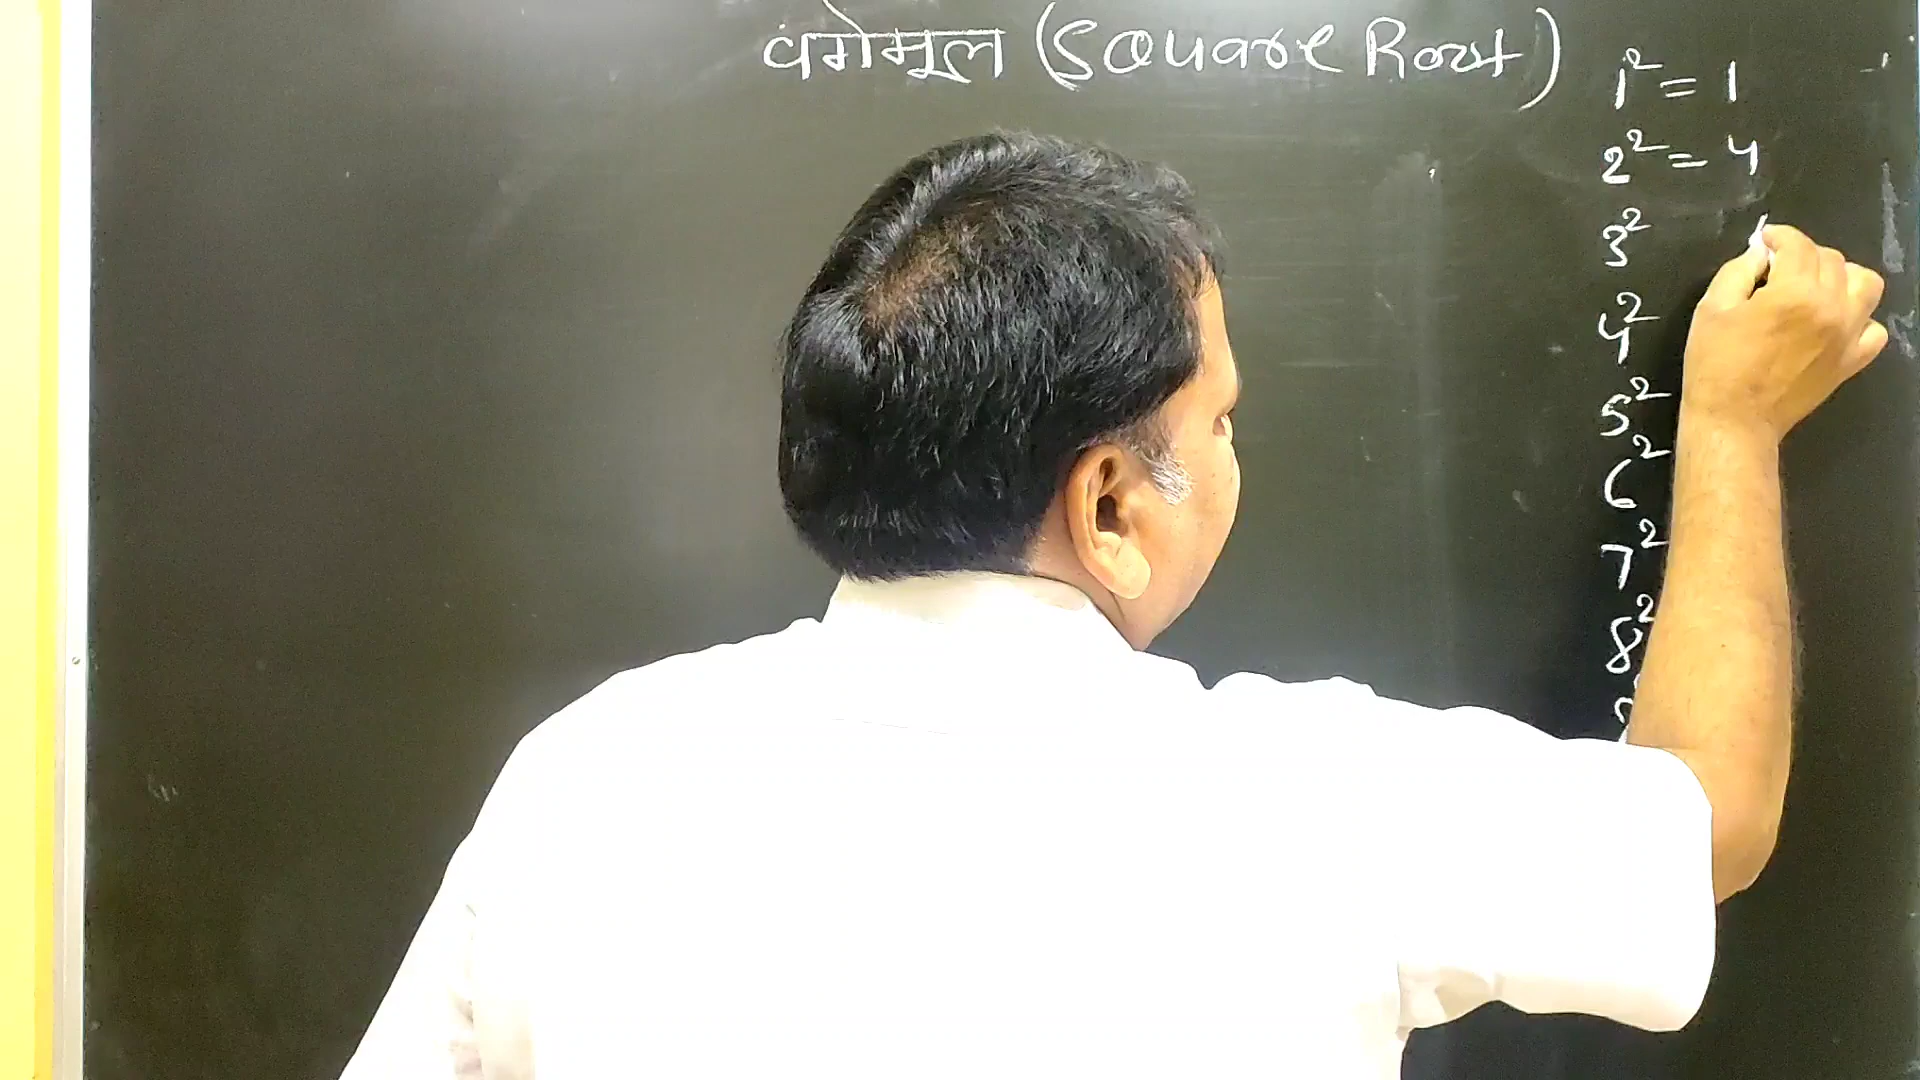 वर्गमूल (Square Root)
1² = 1
2² = 4
3²
4²
5²
6²
7²
8²